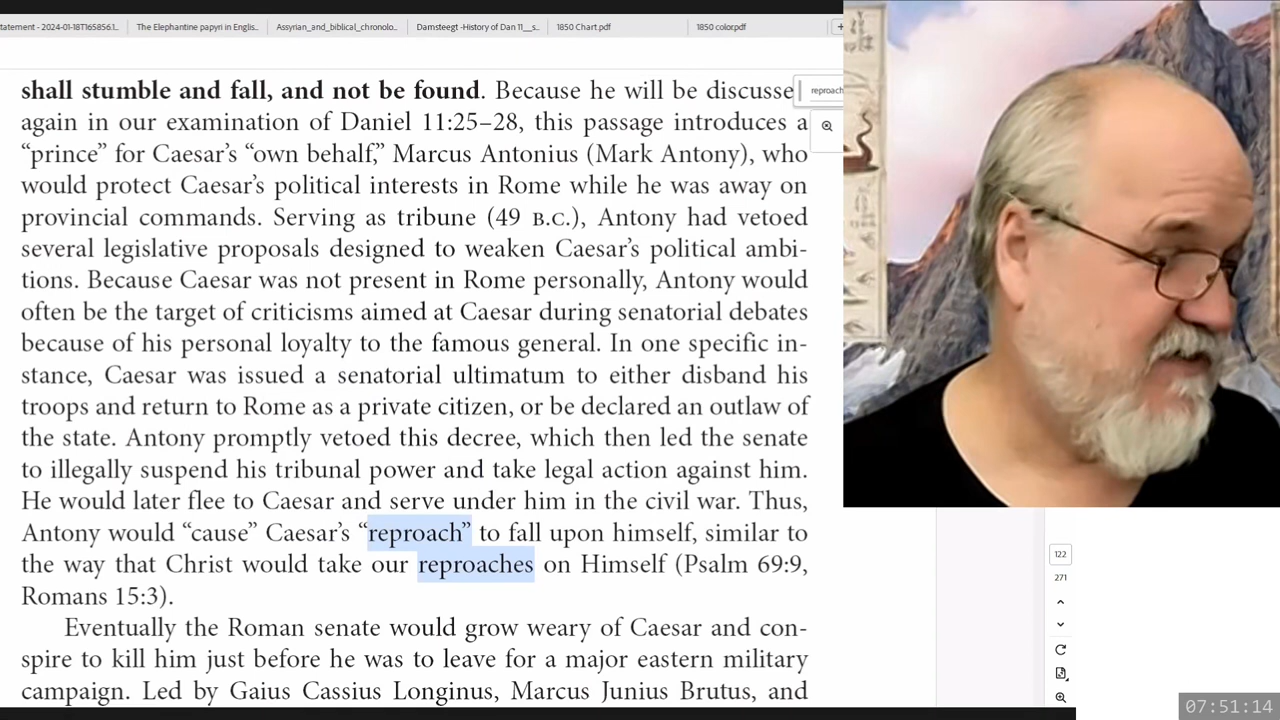 tatement - 2024-01-18T165856.1...
The Elephantine papyri in Englis...
Assyrian_and_biblical_chronolo...
Damsteegt -History of Dan 11__s...
1850 Chart.pdf
1850 color.pdf
shall stumble and fall, and not be found. Because he will be discusse
reproach
again in our examination of Daniel 11:25–28, this passage introduces a
“prince” for Caesar’s “own behalf,” Marcus Antonius (Mark Antony), who
would protect Caesar’s political interests in Rome while he was away on
provincial commands. Serving as tribune (49 B.C.), Antony had vetoed
several legislative proposals designed to weaken Caesar’s political ambi-
tions. Because Caesar was not present in Rome personally, Antony would
often be the target of criticisms aimed at Caesar during senatorial debates
because of his personal loyalty to the famous general. In one specific in-
stance, Caesar was issued a senatorial ultimatum to either disband his
troops and return to Rome as a private citizen, or be declared an outlaw of
the state. Antony promptly vetoed this decree, which then led the senate
to illegally suspend his tribunal power and take legal action against him.
He would later flee to Caesar and serve under him in the civil war. Thus,
Antony would “cause” Caesar’s “reproach” to fall upon himself, similar to
the way that Christ would take our reproaches on Himself (Psalm 69:9,
Romans 15:3).
Eventually the Roman senate would grow weary of Caesar and con-
spire to kill him just before he was to leave for a major eastern military
campaign. Led by Gaius Cassius Longinus, Marcus Junius Brutus, and
122
271
07:51:14